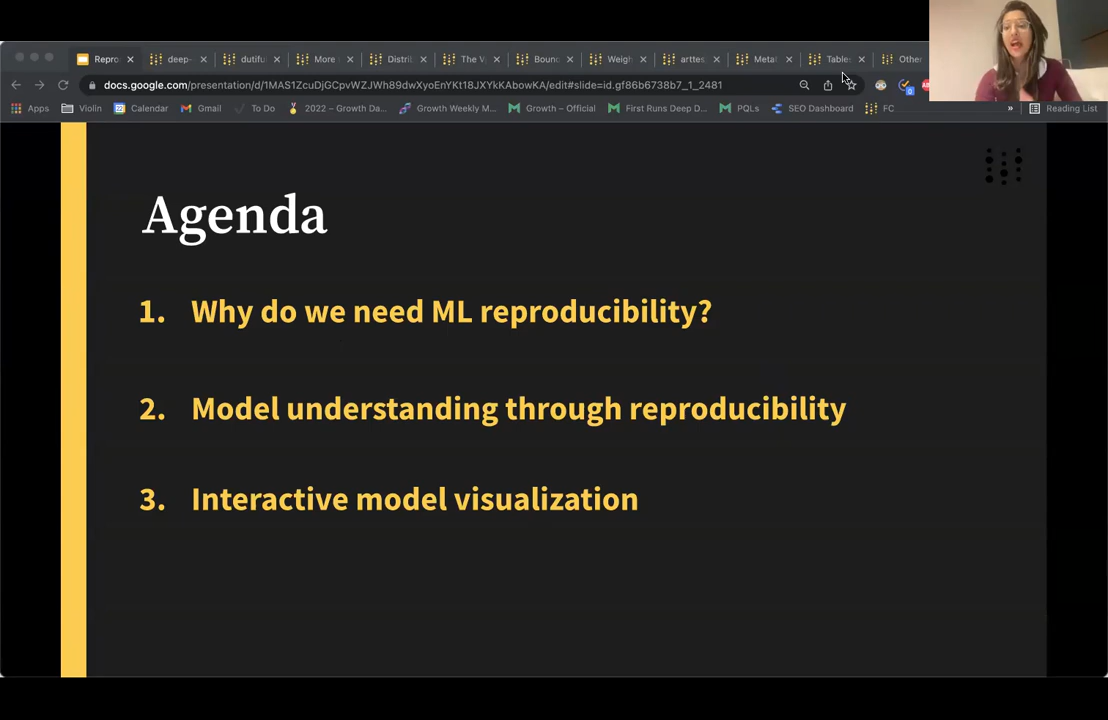 Repro
deep-
dutifu
More
Distri
The V
Bounc
Weigh
arttes
Metal
Tables
Other
docs.google.com/presentation/d/1MAS1ZcuDjGCpvWZJWh89dwXyoEnYKt18JXYkKAbowKA/edit#slide=id.gf86b6738b7_1_2481
Apps
Violin
Calendar
Gmail
To Do
2022 – Growth Da...
Growth Weekly M...
Growth – Official
First Runs Deep D...
PQLs
SEO Dashboard
FC
»
Reading List
Agenda
1. Why do we need ML reproducibility?
2. Model understanding through reproducibility
3. Interactive model visualization